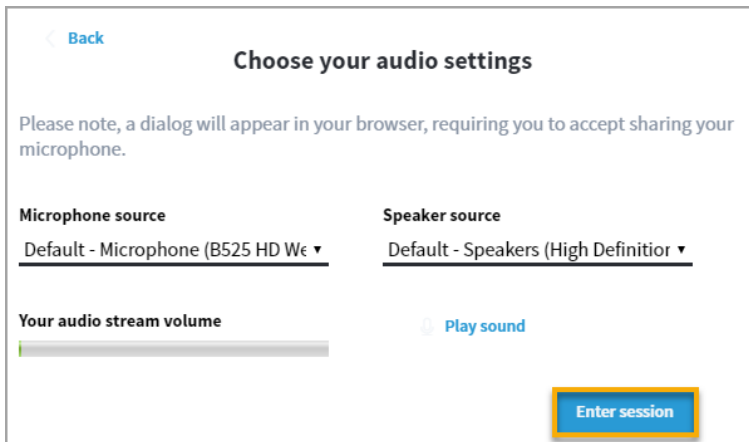 Back
Choose your audio settings
Please note, a dialog will appear in your browser, requiring you to accept sharing your
microphone.
Microphone source
Speaker source
Default - Microphone (B525 HD We
Default - Speakers (High Definition
Your audio stream volume
Play sound
Enter session